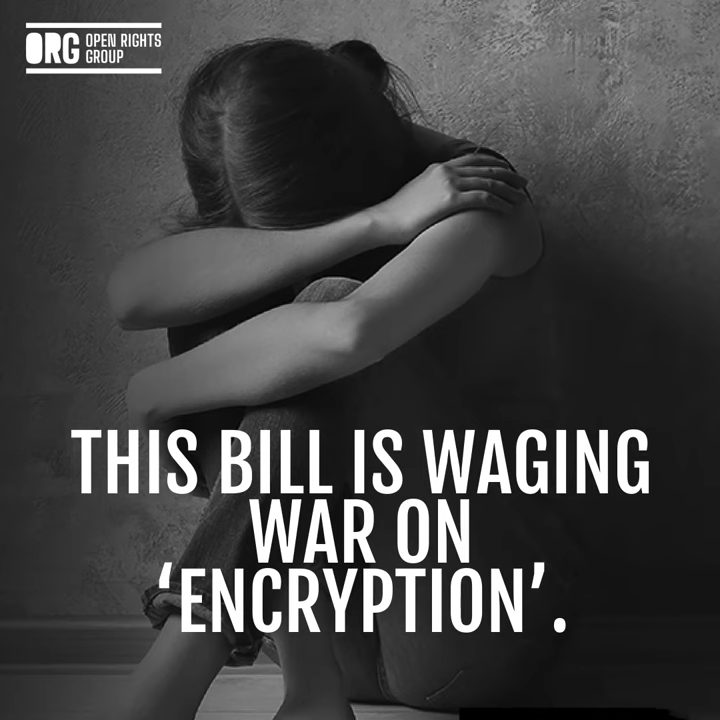 ORG OPEN RIGHTS
GROUP
THIS BILL IS WAGING
WAR ON
‘ENCRYPTION’.